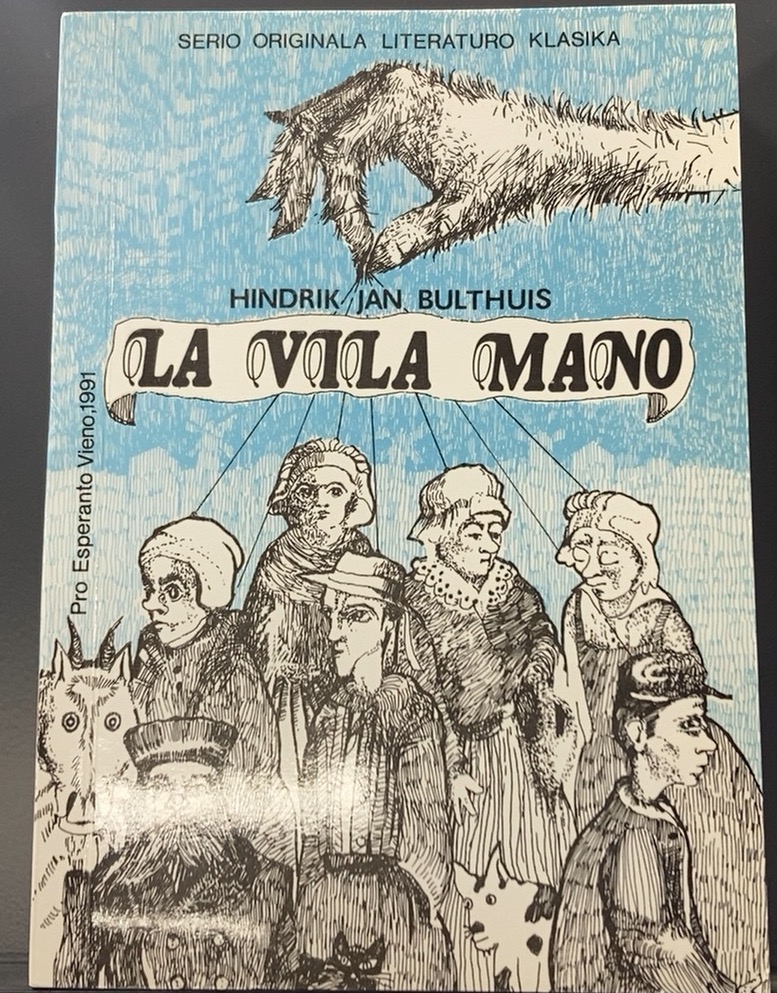 SERIO ORIGINALA LITERATURO KLASIKA
HINDRIK JAN BULTHUIS
LA VILA MANO
Pro Esperanto Vieno,1991